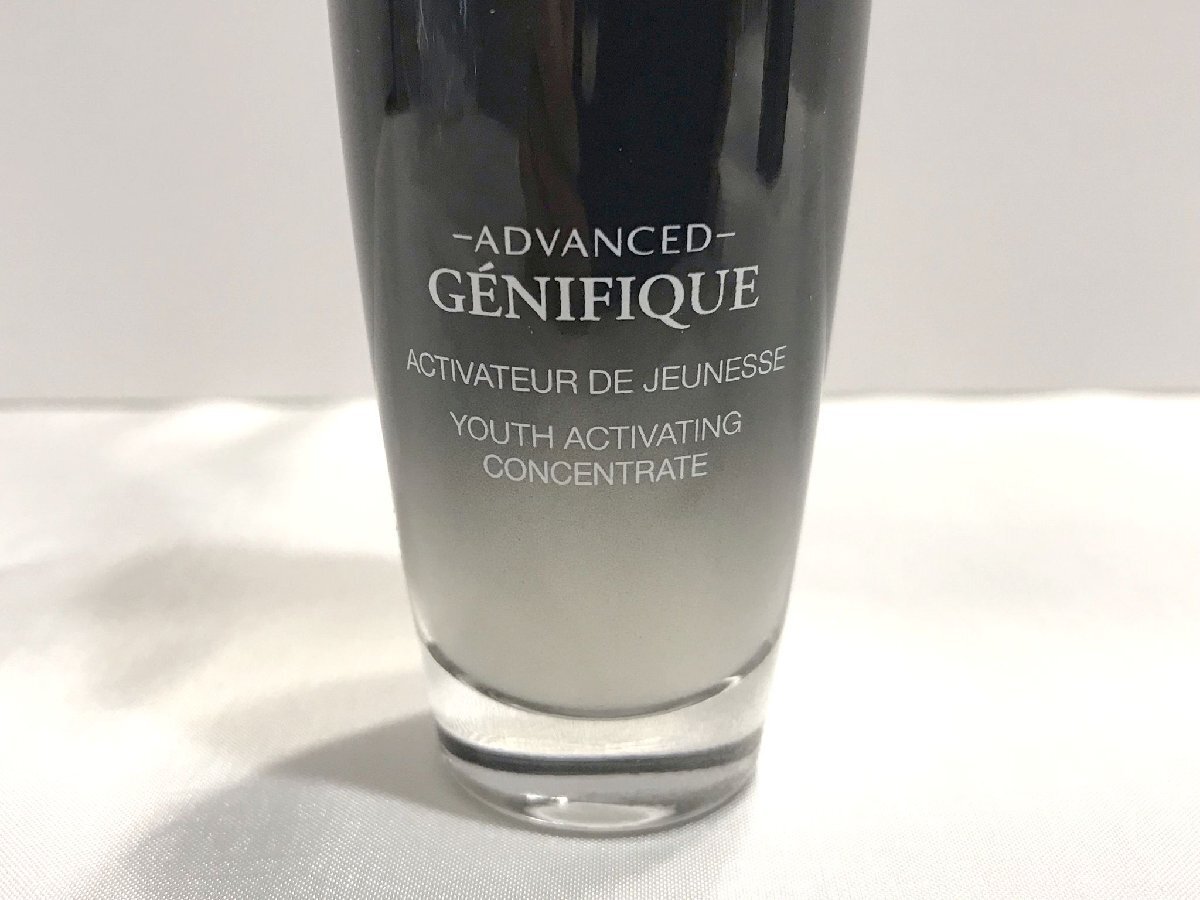 -ADVANCED-
GÉNIFIQUE
ACTIVATEUR DE JEUNESSE
YOUTH ACTIVATING
CONCENTRATE